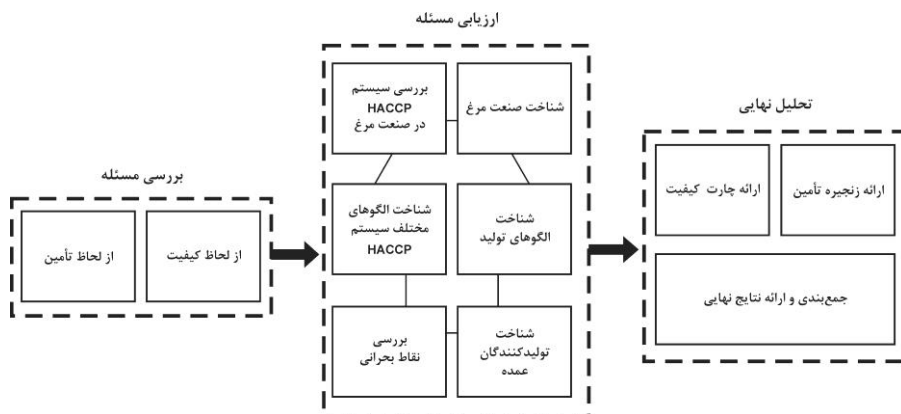 ارزیابی مسئله
بررسی سیستم
HACCP
در صنعت مرغ
شناخت صنعت مرغ
شناخت الگوهای
مختلف سیستم
HACCP
شناخت
الگوهای تولید
بررسی
نقاط بحرانی
شناخت
تولیدکنندگان
عمده
بررسی مسئله
از لحاظ تأمین
از لحاظ کیفیت
تحلیل نهایی
ارائه چارت کیفیت
ارائه زنجیره تأمین
جمع‌بندی و ارائه نتایج نهایی